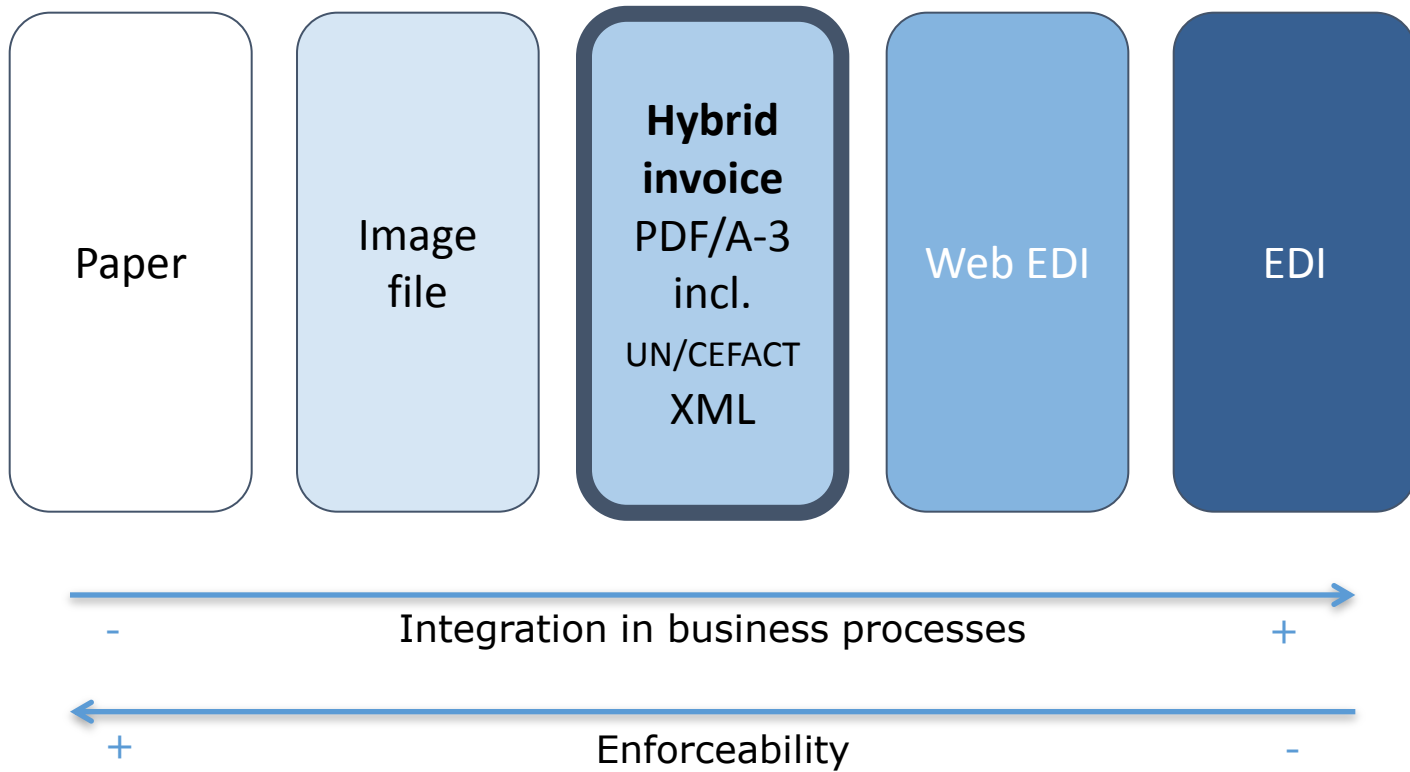 Paper
Image
file
Hybrid
invoice
PDF/A-3
incl.
UN/CEFACT
XML
Web EDI
EDI
- Integration in business processes +
+ Enforceability -